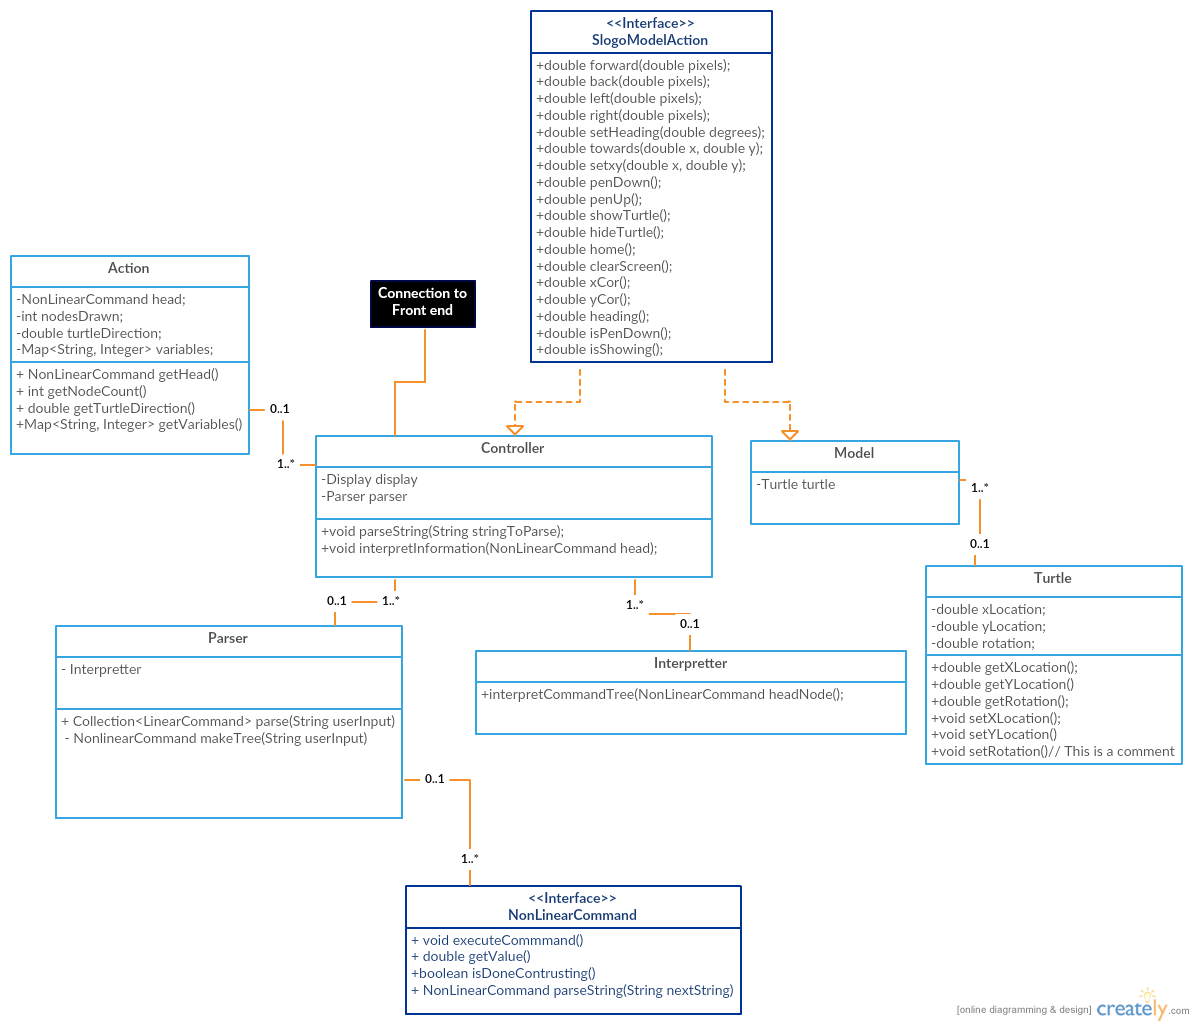 <<Interface>>
SlogoModelAction
+double forward(double pixels);
+double back(double pixels);
+double left(double pixels);
+double right(double pixels);
+double setHeading(double degrees);
+double towards(double x, double y);
+double setxy(double x, double y);
+double penDown();
+double penUp();
+double showTurtle();
+double hideTurtle();
+double home();
+double clearScreen();
+double xCor();
+double yCor();
+double heading();
+double isPenDown();
+double isShowing();
Action
-NonLinearCommand head;
-int nodesDrawn;
-double turtleDirection;
-Map<String, Integer> variables;
+ NonLinearCommand getHead()
+ int getNodeCount()
+ double getTurtleDirection()
+Map<String, Integer> getVariables()
Connection to
Front end
0..1
1..*
Controller
-Display display
-Parser parser
+void parseString(String stringToParse);
+void interpretInformation(NonLinearCommand head);
Model
-Turtle turtle
1..*
0..1
Turtle
-double xLocation;
-double yLocation;
-double rotation;
+double getXLocation();
+double getYLocation()
+double getRotation();
+void setXLocation();
+void setYLocation()
+void setRotation()// This is a comment
0..1
1..*
1..*
0..1
Parser
- Interpretter
+ Collection<LinearCommand> parse(String userInput)
- NonlinearCommand makeTree(String userInput)
Interpretter
+interpretCommandTree(NonLinearCommand headNode();
0..1
1..*
<<Interface>>
NonLinearCommand
+ void executeCommmand()
+ double getValue()
+boolean isDoneContrusting()
+ NonLinearCommand parseString(String nextString)
[online diagramming & design] creately.com